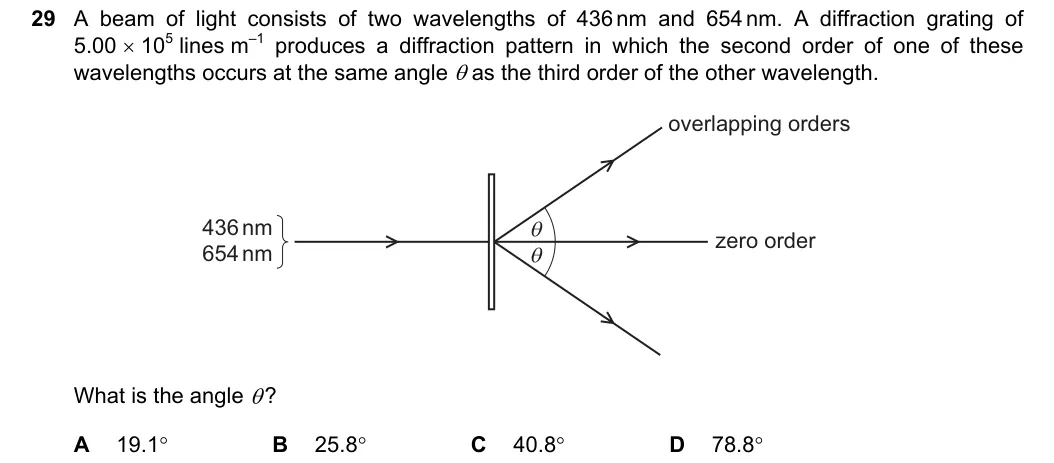 29 A beam of light consists of two wavelengths of 436 nm and 654 nm. A diffraction grating of
5.00 × 10⁵ lines m⁻¹ produces a diffraction pattern in which the second order of one of these
wavelengths occurs at the same angle θ as the third order of the other wavelength.
overlapping orders
436 nm
654 nm
θ
θ
zero order
What is the angle θ?
A 19.1° B 25.8° C 40.8° D 78.8°